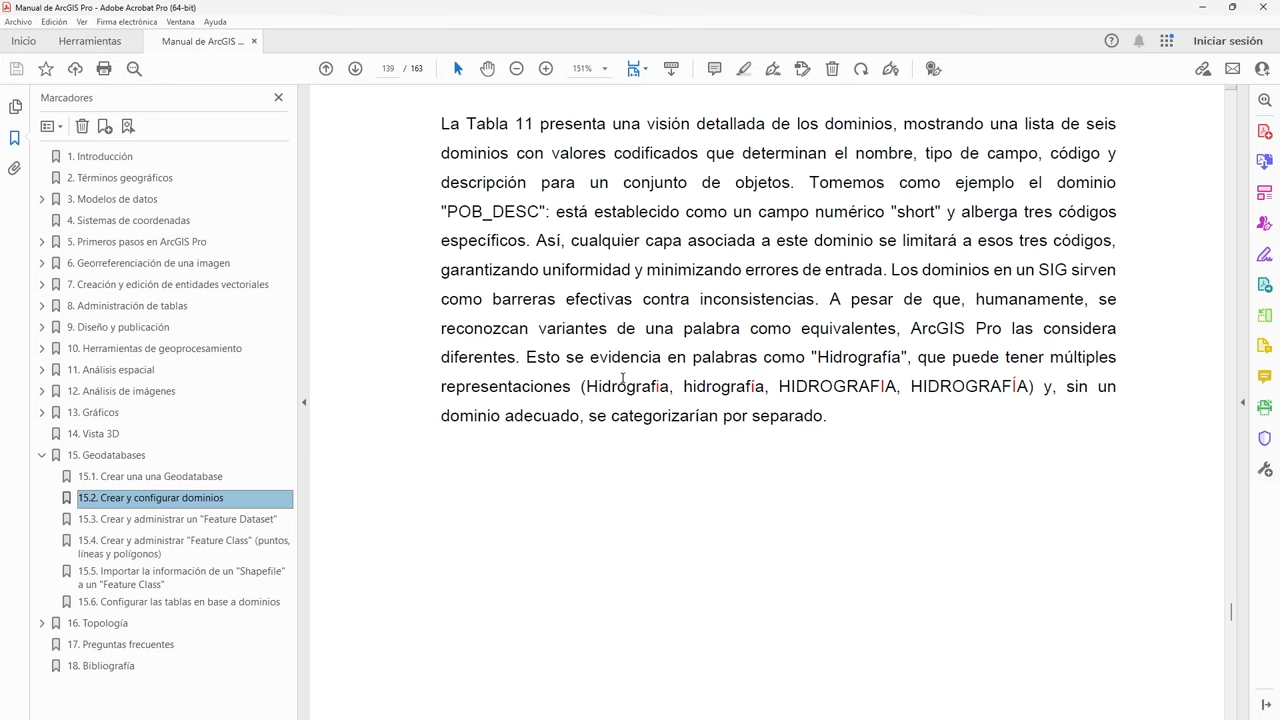 Manual de ArcGIS Pro - Adobe Acrobat Pro (64-bit)
Archivo Edición Ver Firma electrónica Ventana Ayuda
Inicio Herramientas Manual de ArcGIS ... Iniciar sesión
139 / 163 151%
Marcadores
1. Introducción
2. Términos geográficos
3. Modelos de datos
4. Sistemas de coordenadas
5. Primeros pasos en ArcGIS Pro
6. Georreferenciación de una imagen
7. Creación y edición de entidades vectoriales
8. Administración de tablas
9. Diseño y publicación
10. Herramientas de geoprocesamiento
11. Análisis espacial
12. Análisis de imágenes
13. Gráficos
14. Vista 3D
15. Geodatabases
15.1. Crear una una Geodatabase
15.2. Crear y configurar dominios
15.3. Crear y administrar un "Feature Dataset"
15.4. Crear y administrar "Feature Class" (puntos,
líneas y polígonos)
15.5. Importar la información de un "Shapefile"
a un "Feature Class"
15.6. Configurar las tablas en base a dominios
16. Topología
17. Preguntas frecuentes
18. Bibliografía
La Tabla 11 presenta una visión detallada de los dominios, mostrando una lista de seis
dominios con valores codificados que determinan el nombre, tipo de campo, código y
descripción para un conjunto de objetos. Tomemos como ejemplo el dominio
"POB_DESC": está establecido como un campo numérico "short" y alberga tres códigos
específicos. Así, cualquier capa asociada a este dominio se limitará a esos tres códigos,
garantizando uniformidad y minimizando errores de entrada. Los dominios en un SIG sirven
como barreras efectivas contra inconsistencias. A pesar de que, humanamente, se
reconozcan variantes de una palabra como equivalentes, ArcGIS Pro las considera
diferentes. Esto se evidencia en palabras como "Hidrografía", que puede tener múltiples
representaciones (Hidrografia, hidrografía, HIDROGRAFIA, HIDROGRAFÍA) y, sin un
dominio adecuado, se categorizarían por separado.